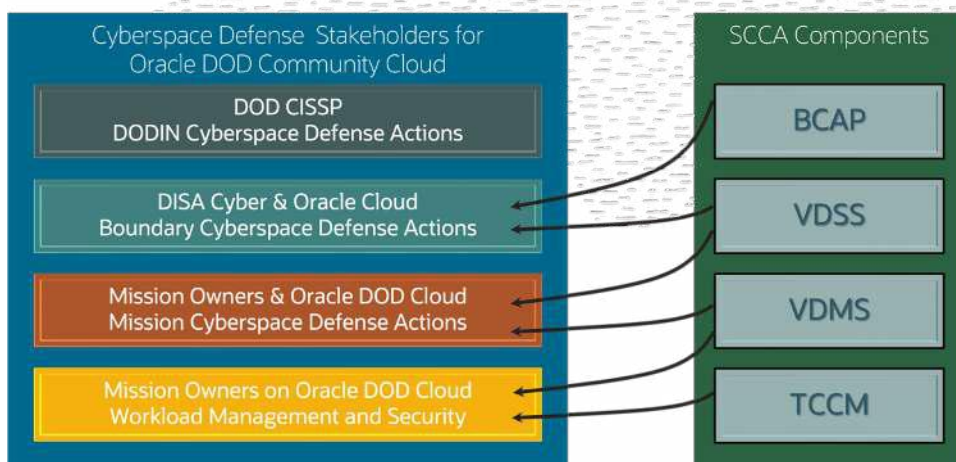 Cyberspace Defense Stakeholders for
Oracle DOD Community Cloud
DOD CISSP
DODIN Cyberspace Defense Actions
DISA Cyber & Oracle Cloud
Boundary Cyberspace Defense Actions
Mission Owners & Oracle DOD Cloud
Mission Cyberspace Defense Actions
Mission Owners on Oracle DOD Cloud
Workload Management and Security
SCCA Components
BCAP
VDSS
VDMS
TCCM